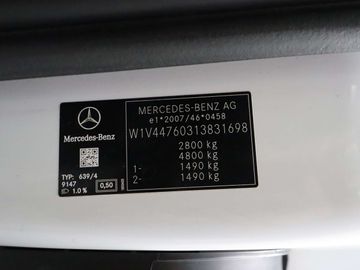 MERCEDES-BENZ AG
e1*2007/46*0458
W1V44760313831698
2800 kg
4800 kg
1- 1490 kg
2- 1490 kg
Mercedes-Benz
TYP: 639/4
9147
1.0 % 0,50